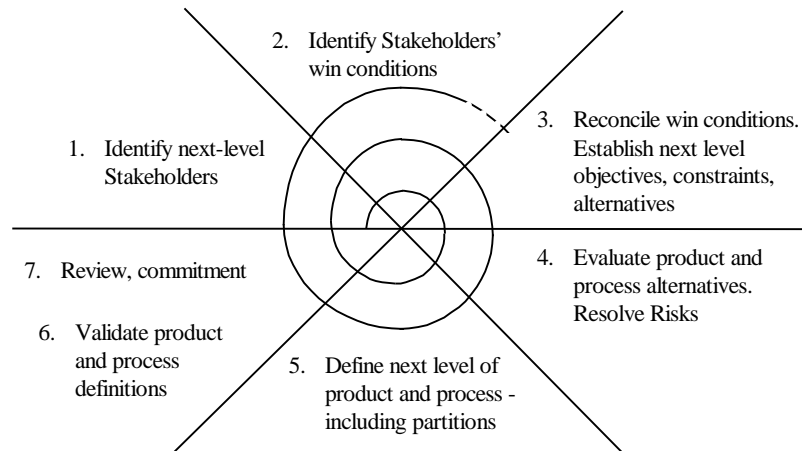 2. Identify Stakeholders’
win conditions
1. Identify next-level
Stakeholders
3. Reconcile win conditions.
Establish next level
objectives, constraints,
alternatives
4. Evaluate product and
process alternatives.
Resolve Risks
7. Review, commitment
6. Validate product
and process
definitions
5. Define next level of
product and process -
including partitions